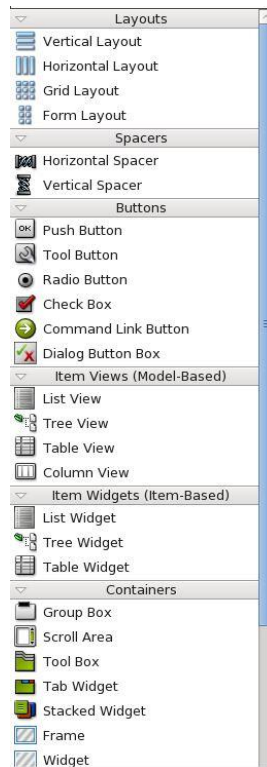 Layouts
Vertical Layout
Horizontal Layout
Grid Layout
Form Layout
Spacers
Horizontal Spacer
Vertical Spacer
Buttons
OK Push Button
Tool Button
Radio Button
Check Box
Command Link Button
Dialog Button Box
Item Views (Model-Based)
List View
Tree View
Table View
Column View
Item Widgets (Item-Based)
List Widget
Tree Widget
Table Widget
Containers
Group Box
Scroll Area
Tool Box
Tab Widget
Stacked Widget
Frame
Widget